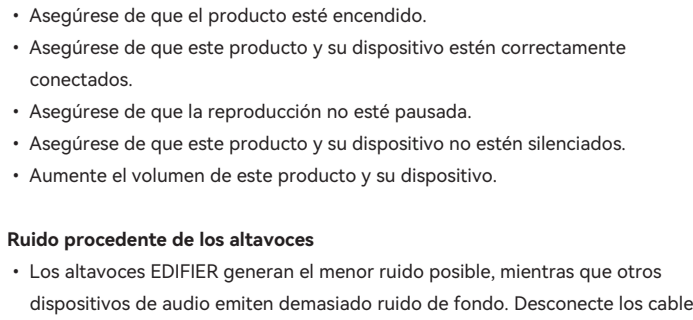 • Asegúrese de que el producto esté encendido.
• Asegúrese de que este producto y su dispositivo estén correctamente
conectados.
• Asegúrese de que la reproducción no esté pausada.
• Asegúrese de que este producto y su dispositivo no estén silenciados.
• Aumente el volumen de este producto y su dispositivo.
Ruido procedente de los altavoces
• Los altavoces EDIFIER generan el menor ruido posible, mientras que otros
dispositivos de audio emiten demasiado ruido de fondo. Desconecte los cable